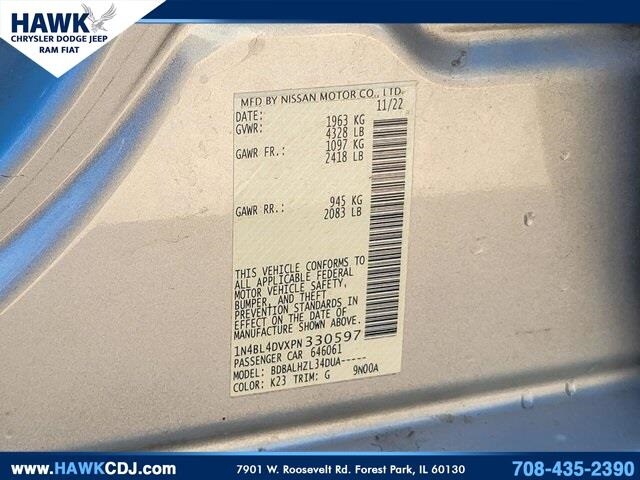 HAWK
CHRYSLER DODGE JEEP
RAM FIAT
MFD BY NISSAN MOTOR CO., LTD.
DATE: 11/22
GVWR: 1963 KG
4328 LB
GAWR FR.: 1097 KG
2418 LB
GAWR RR.: 945 KG
2083 LB
THIS VEHICLE CONFORMS TO
ALL APPLICABLE FEDERAL
MOTOR VEHICLE SAFETY,
BUMPER, AND THEFT
PREVENTION STANDARDS IN
EFFECT ON THE DATE OF
MANUFACTURE SHOWN ABOVE.
1N4BL4DVXPN330597
PASSENGER CAR 646061
MODEL: BDBALHZL34DUA-----
COLOR: K23 TRIM: G 9N00A
www.HAWKCDJ.com
7901 W. Roosevelt Rd. Forest Park, IL 60130
708-435-2390